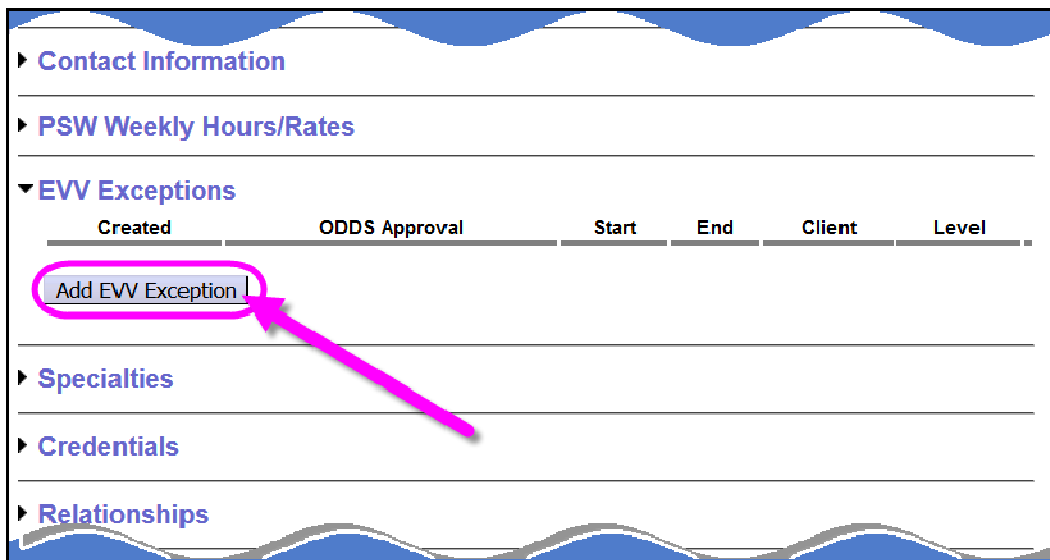 Contact Information
PSW Weekly Hours/Rates
EVV Exceptions
Created ODDS Approval Start End Client Level
Add EVV Exception
Specialties
Credentials
Relationships